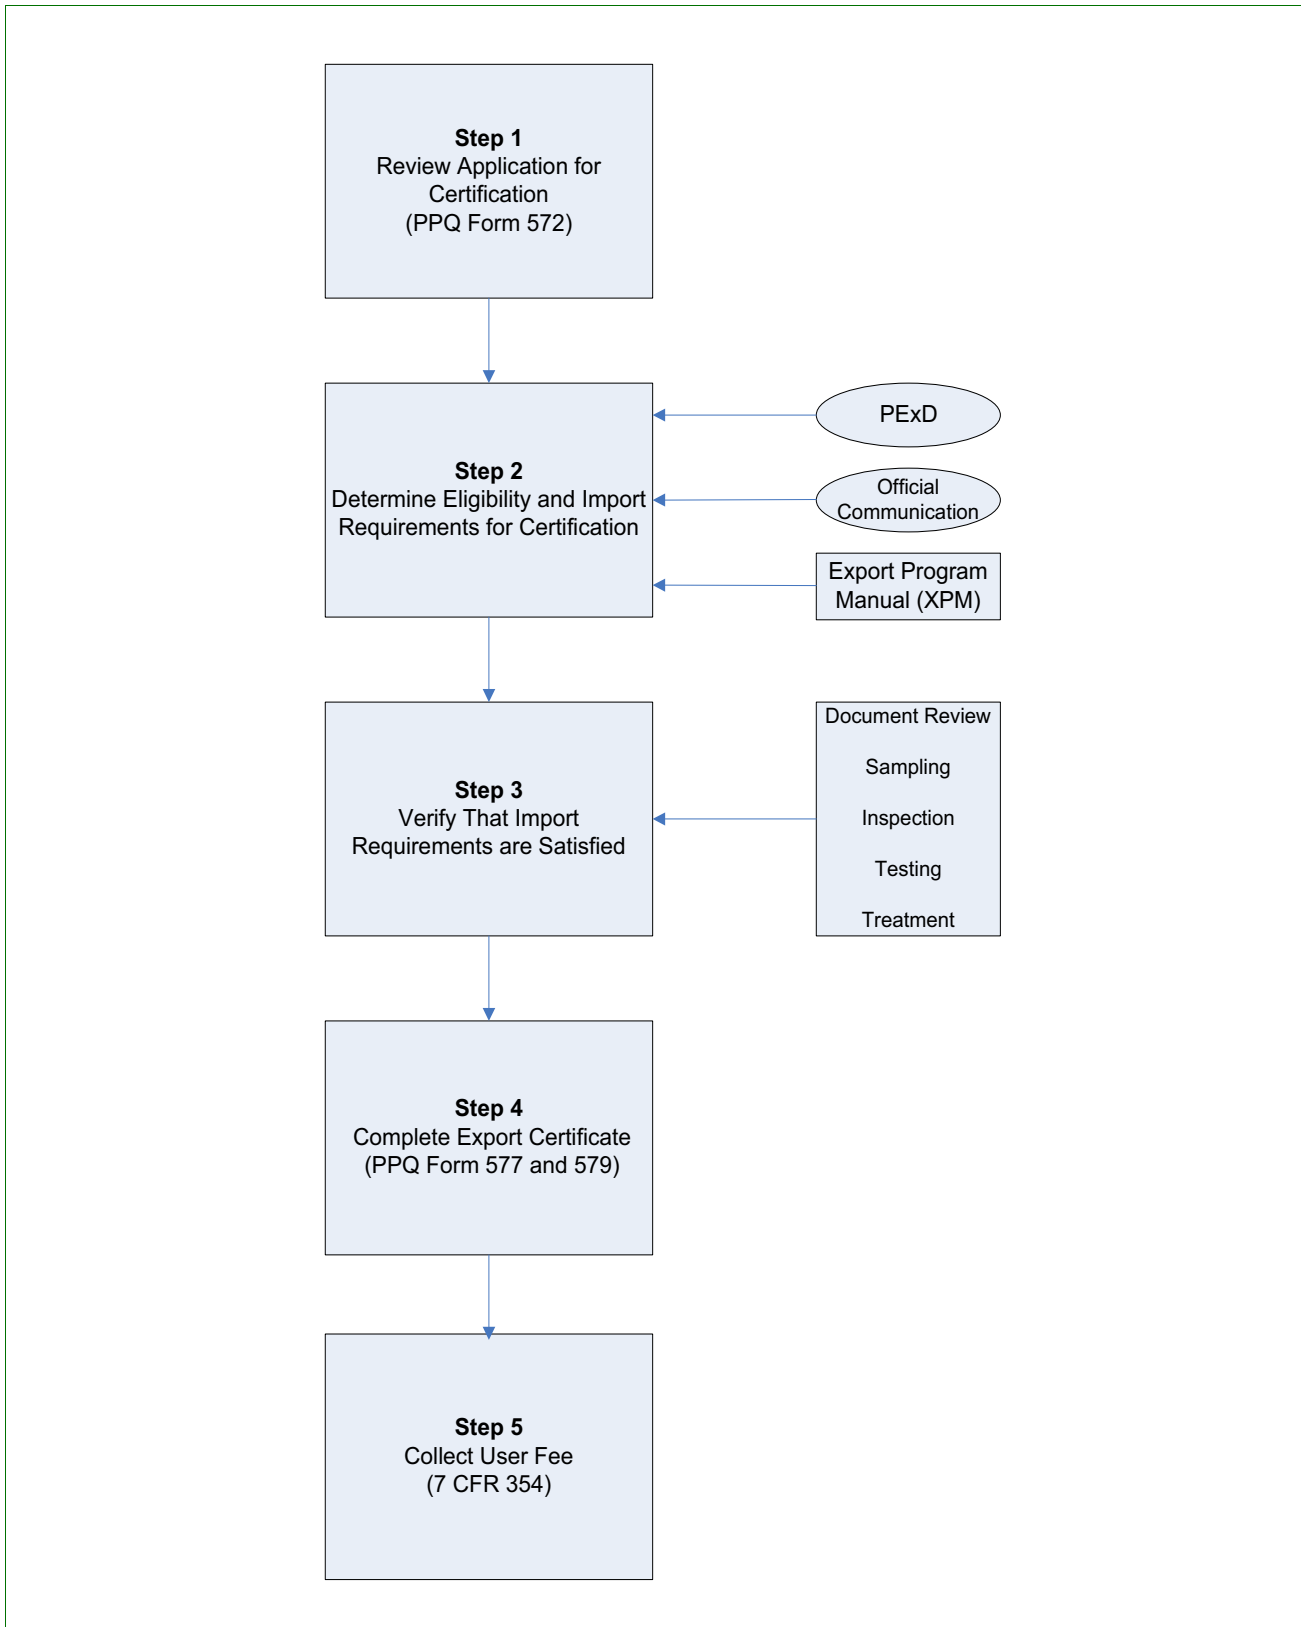 Step 1
Review Application for
Certification
(PPQ Form 572)
Step 2
Determine Eligibility and Import
Requirements for Certification
PExD
Official
Communication
Export Program
Manual (XPM)
Step 3
Verify That Import
Requirements are Satisfied
Document Review
Sampling
Inspection
Testing
Treatment
Step 4
Complete Export Certificate
(PPQ Form 577 and 579)
Step 5
Collect User Fee
(7 CFR 354)